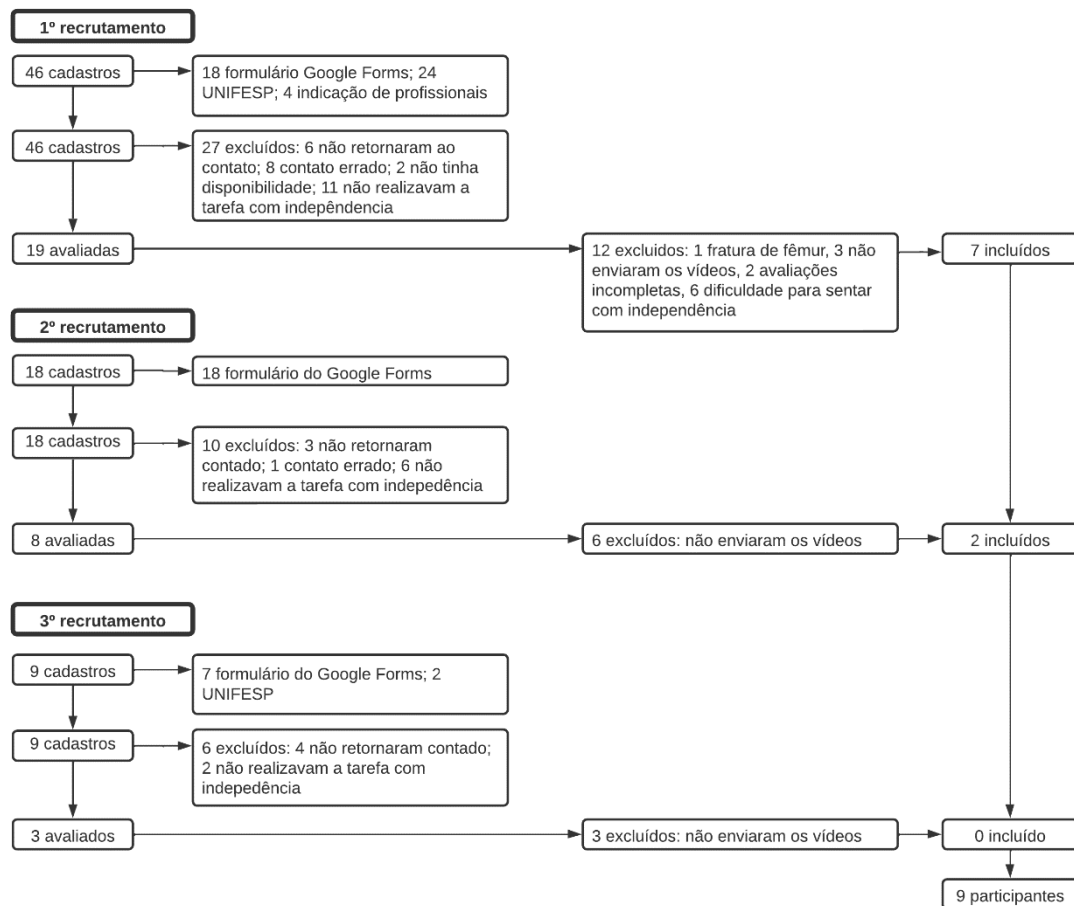 1º recrutamento
46 cadastros
18 formulário Google Forms; 24
UNIFESP; 4 indicação de profissionais
46 cadastros
27 excluídos: 6 não retornaram ao
contato; 8 contato errado; 2 não tinha
disponibilidade; 11 não realizavam a
tarefa com indepêndencia
19 avaliadas
12 excluidos: 1 fratura de fêmur, 3 não
enviaram os vídeos, 2 avaliações
incompletas, 6 dificuldade para sentar
com independência
7 incluídos
2º recrutamento
18 cadastros
18 formulário do Google Forms
18 cadastros
10 excluídos: 3 não retornaram
contado; 1 contato errado; 6 não
realizavam a tarefa com indepedência
8 avaliadas
6 excluídos: não enviaram os vídeos
2 incluídos
3º recrutamento
9 cadastros
7 formulário do Google Forms; 2
UNIFESP
9 cadastros
6 excluídos: 4 não retornaram contado;
2 não realizavam a tarefa com
indepedência
3 avaliados
3 excluídos: não enviaram os vídeos
0 incluído
9 participantes